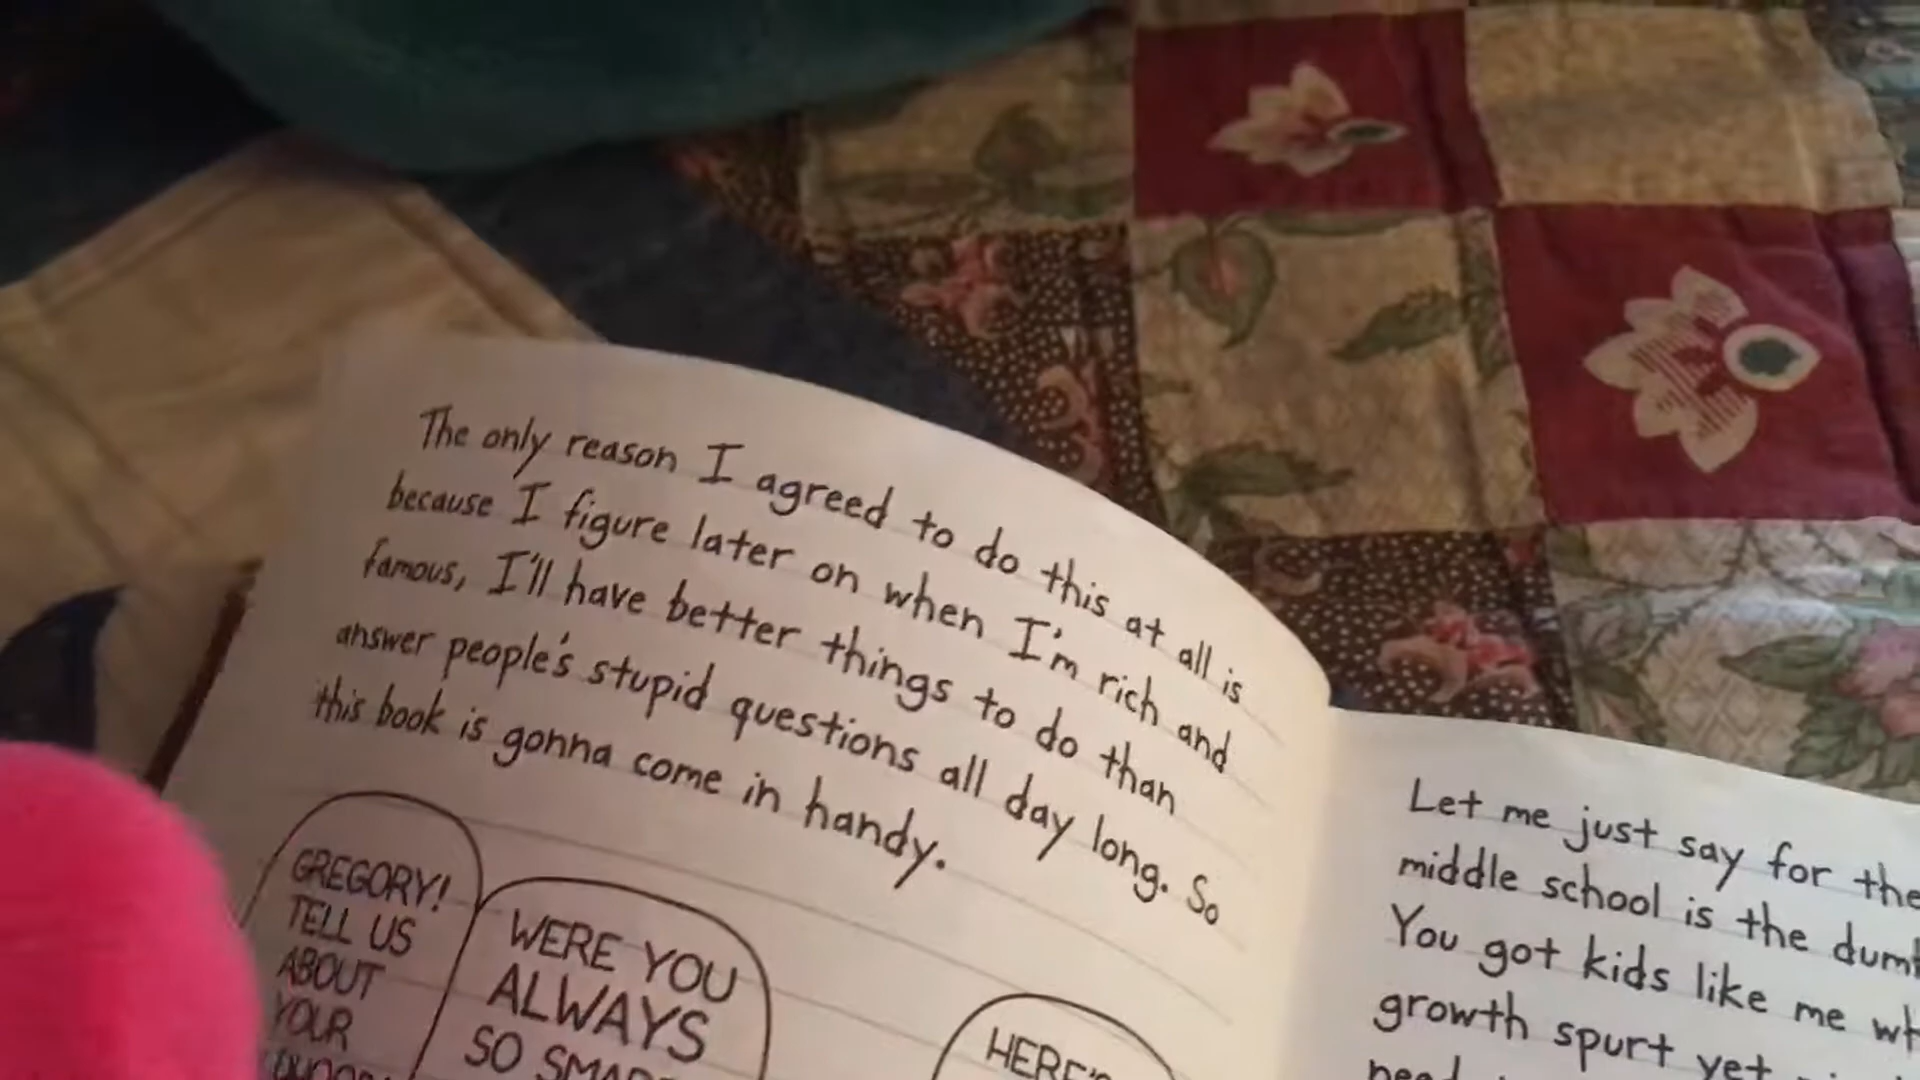 The only reason I agreed to do this at all is
because I figure later on when I'm rich and
famous, I'll have better things to do than
answer people's stupid questions all day long. So
this book is gonna come in handy.
GREGORY!
TELL US
ABOUT
YOUR
WERE YOU
ALWAYS
SO
Let me just say for the
middle school is the
You got kids like me
growth spurt yet